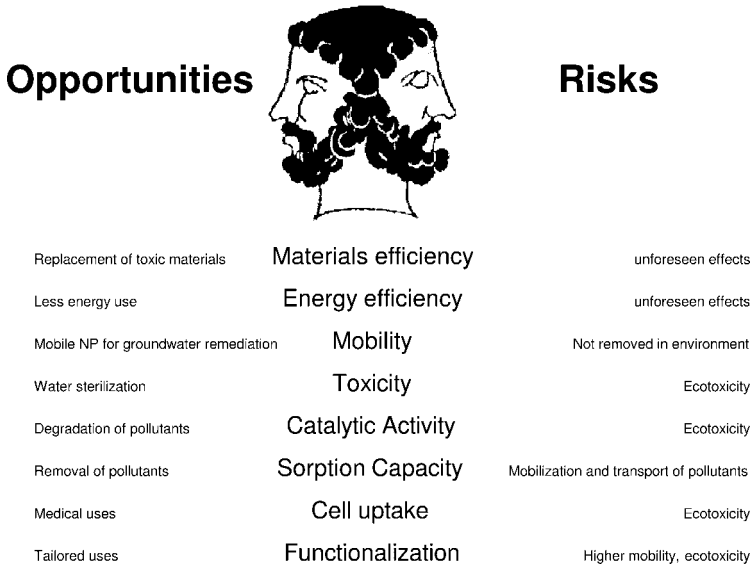 Opportunities Risks
Replacement of toxic materials Materials efficiency unforeseen effects
Less energy use Energy efficiency unforeseen effects
Mobile NP for groundwater remediation Mobility Not removed in environment
Water sterilization Toxicity Ecotoxicity
Degradation of pollutants Catalytic Activity Ecotoxicity
Removal of pollutants Sorption Capacity Mobilization and transport of pollutants
Medical uses Cell uptake Ecotoxicity
Tailored uses Functionalization Higher mobility, ecotoxicity